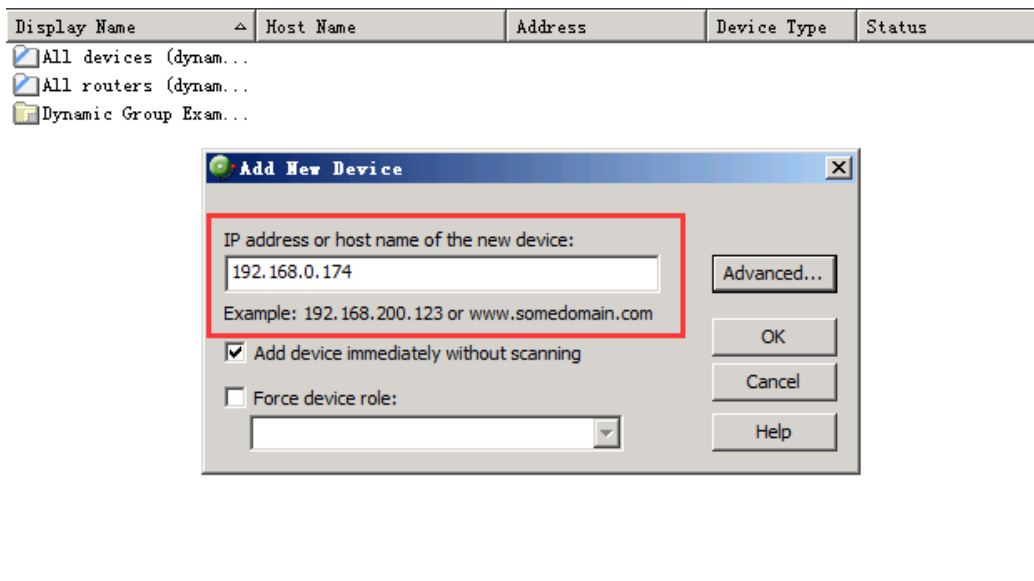 Display Name Host Name Address Device Type Status
All devices (dynam...
All routers (dynam...
Dynamic Group Exam...
Add New Device
IP address or host name of the new device:
192.168.0.174
Advanced...
Example: 192.168.200.123 or www.somedomain.com
OK
Add device immediately without scanning
Cancel
Force device role:
Help